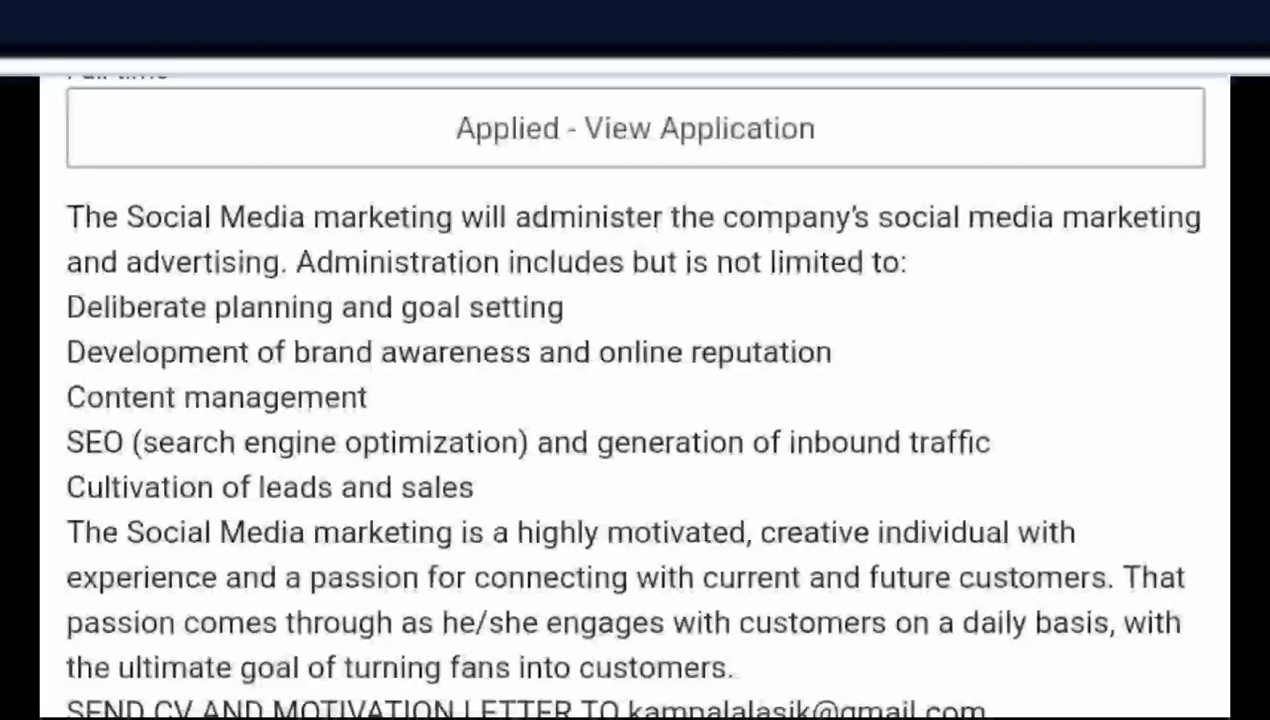 Full-time
Applied - View Application
The Social Media marketing will administer the company's social media marketing
and advertising. Administration includes but is not limited to:
Deliberate planning and goal setting
Development of brand awareness and online reputation
Content management
SEO (search engine optimization) and generation of inbound traffic
Cultivation of leads and sales
The Social Media marketing is a highly motivated, creative individual with
experience and a passion for connecting with current and future customers. That
passion comes through as he/she engages with customers on a daily basis, with
the ultimate goal of turning fans into customers.
SEND CV AND MOTIVATION LETTER TO kampalalasik@gmail.com